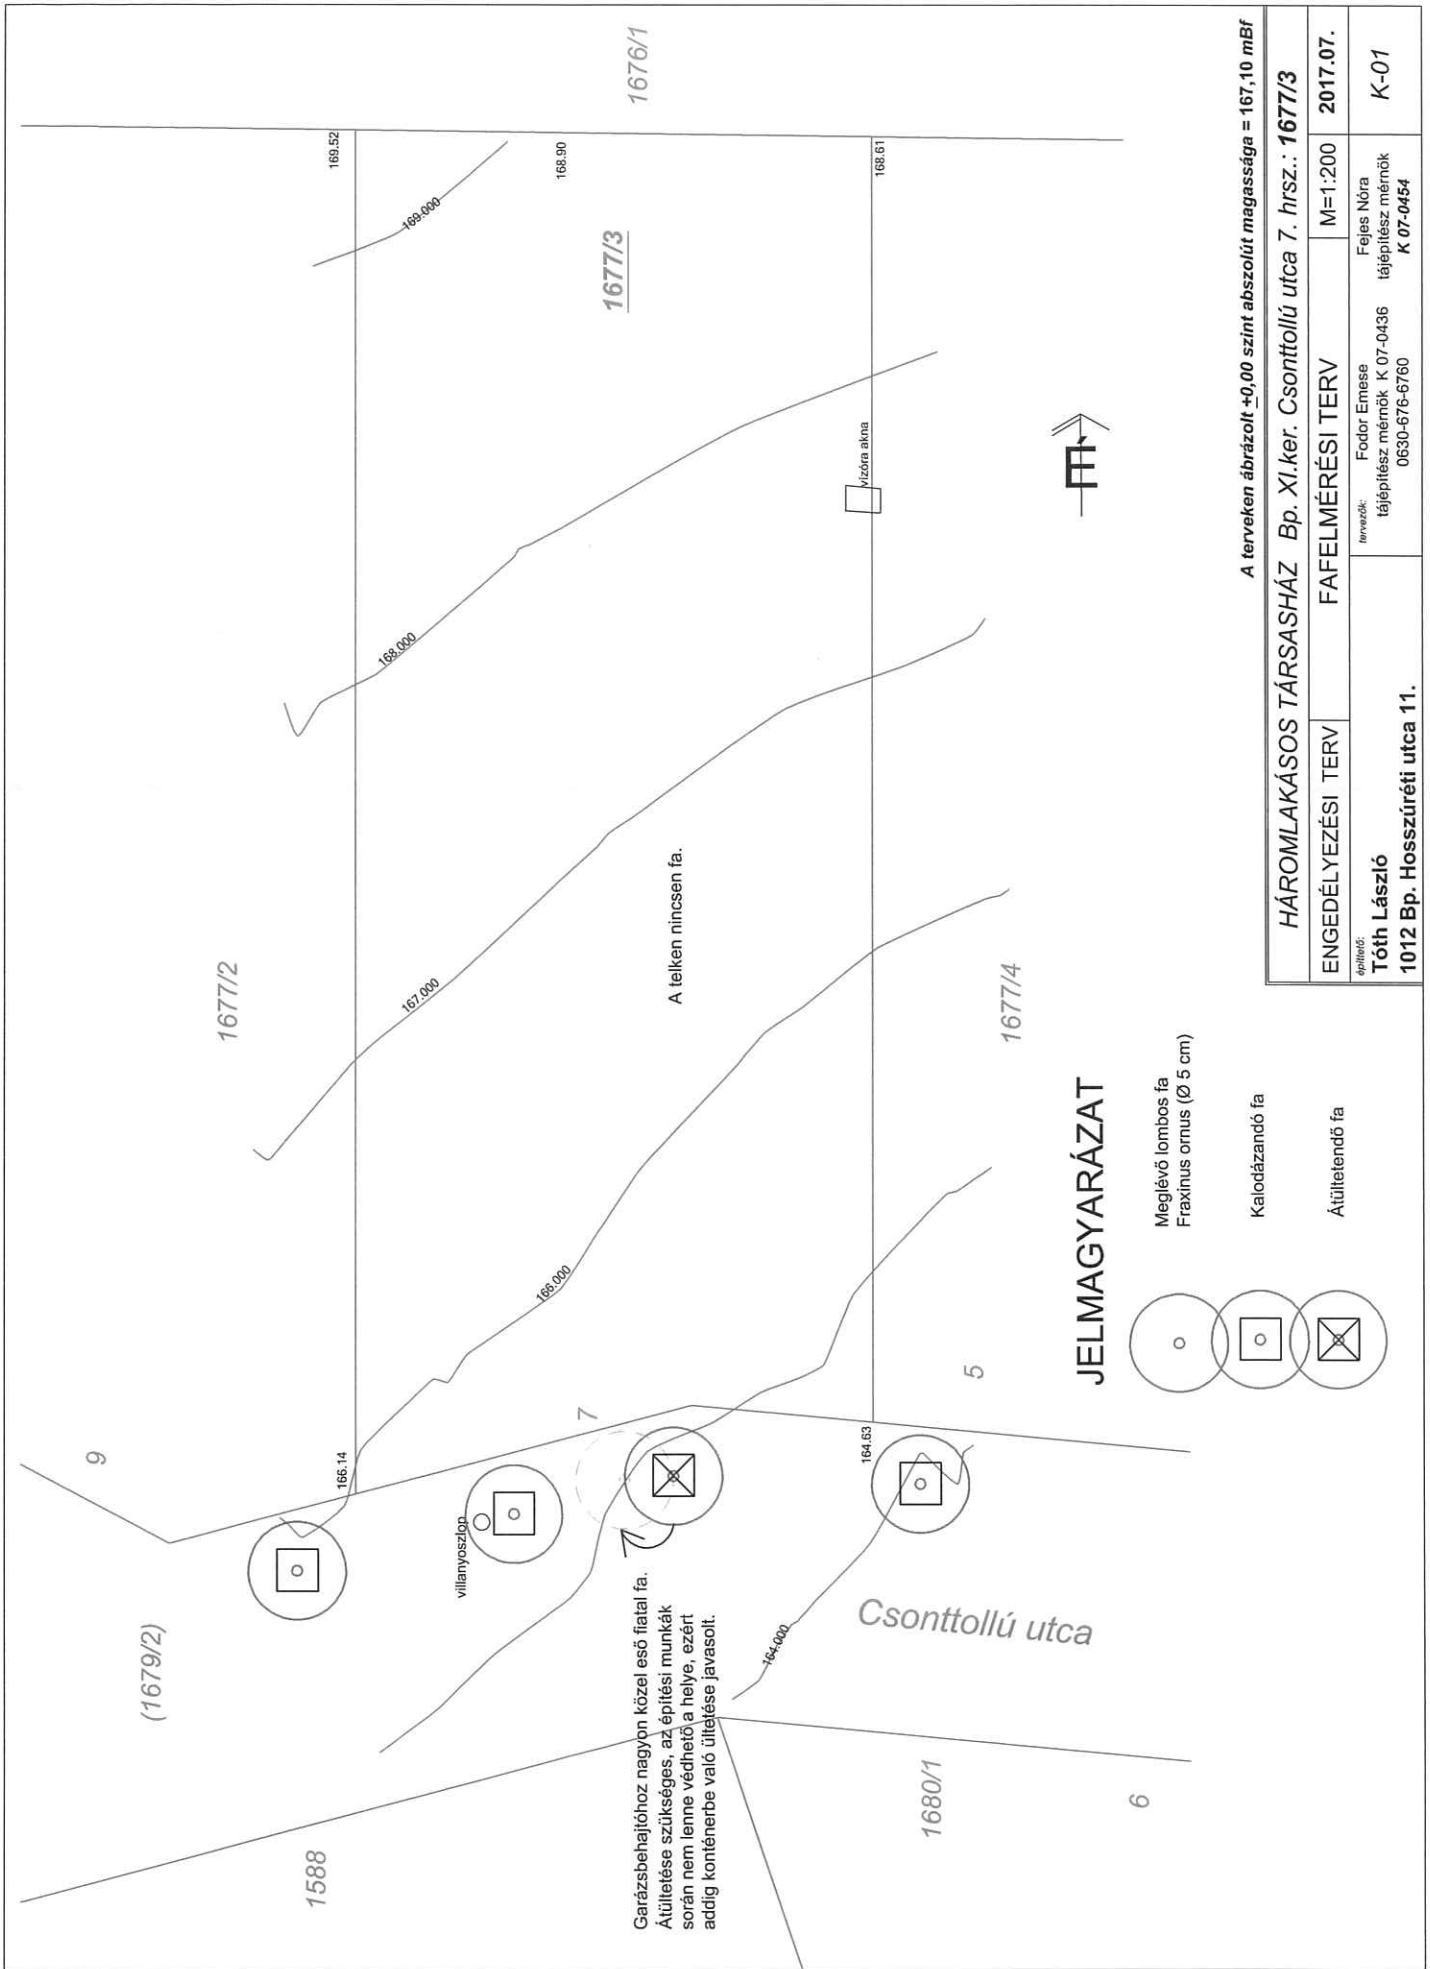 1676/1
169.52
168.90
168.61
169.000
1677/3
168.000
vízóra akna
É
1677/2
167.000
A telken nincsen fa.
1677/4
166.000
9
7
5
166.14
164.63
villanyoszlop
(1679/2)
164.000
Csonttollú utca
1588
1680/1
6
Garázsbehajtóhoz nagyon közel eső fiatal fa.
Átültetése szükséges, az építési munkák
során nem lenne védhető a helye, ezért
addig konténerbe való ültetése javasolt.
JELMAGYARÁZAT
Meglévő lombos fa
Fraxinus ornus (Ø 5 cm)
Kalodázandó fa
Átültetendő fa
A terveken ábrázolt ±0,00 szint abszolút magassága = 167,10 mBf
HÁROMLAKÁSOS TÁRSASHÁZ Bp. XI.ker. Csonttollú utca 7. hrsz.: 1677/3
ENGEDÉLYEZÉSI TERV
FAFELMÉRÉSI TERV
M=1:200
2017.07.
építtető:
Tóth László
1012 Bp. Hosszúréti utca 11.
tervezők:
Fodor Emese
tájépítész mérnök K 07-0436
0630-676-6760
Fejes Nóra
tájépítész mérnök
K 07-0454
K-01